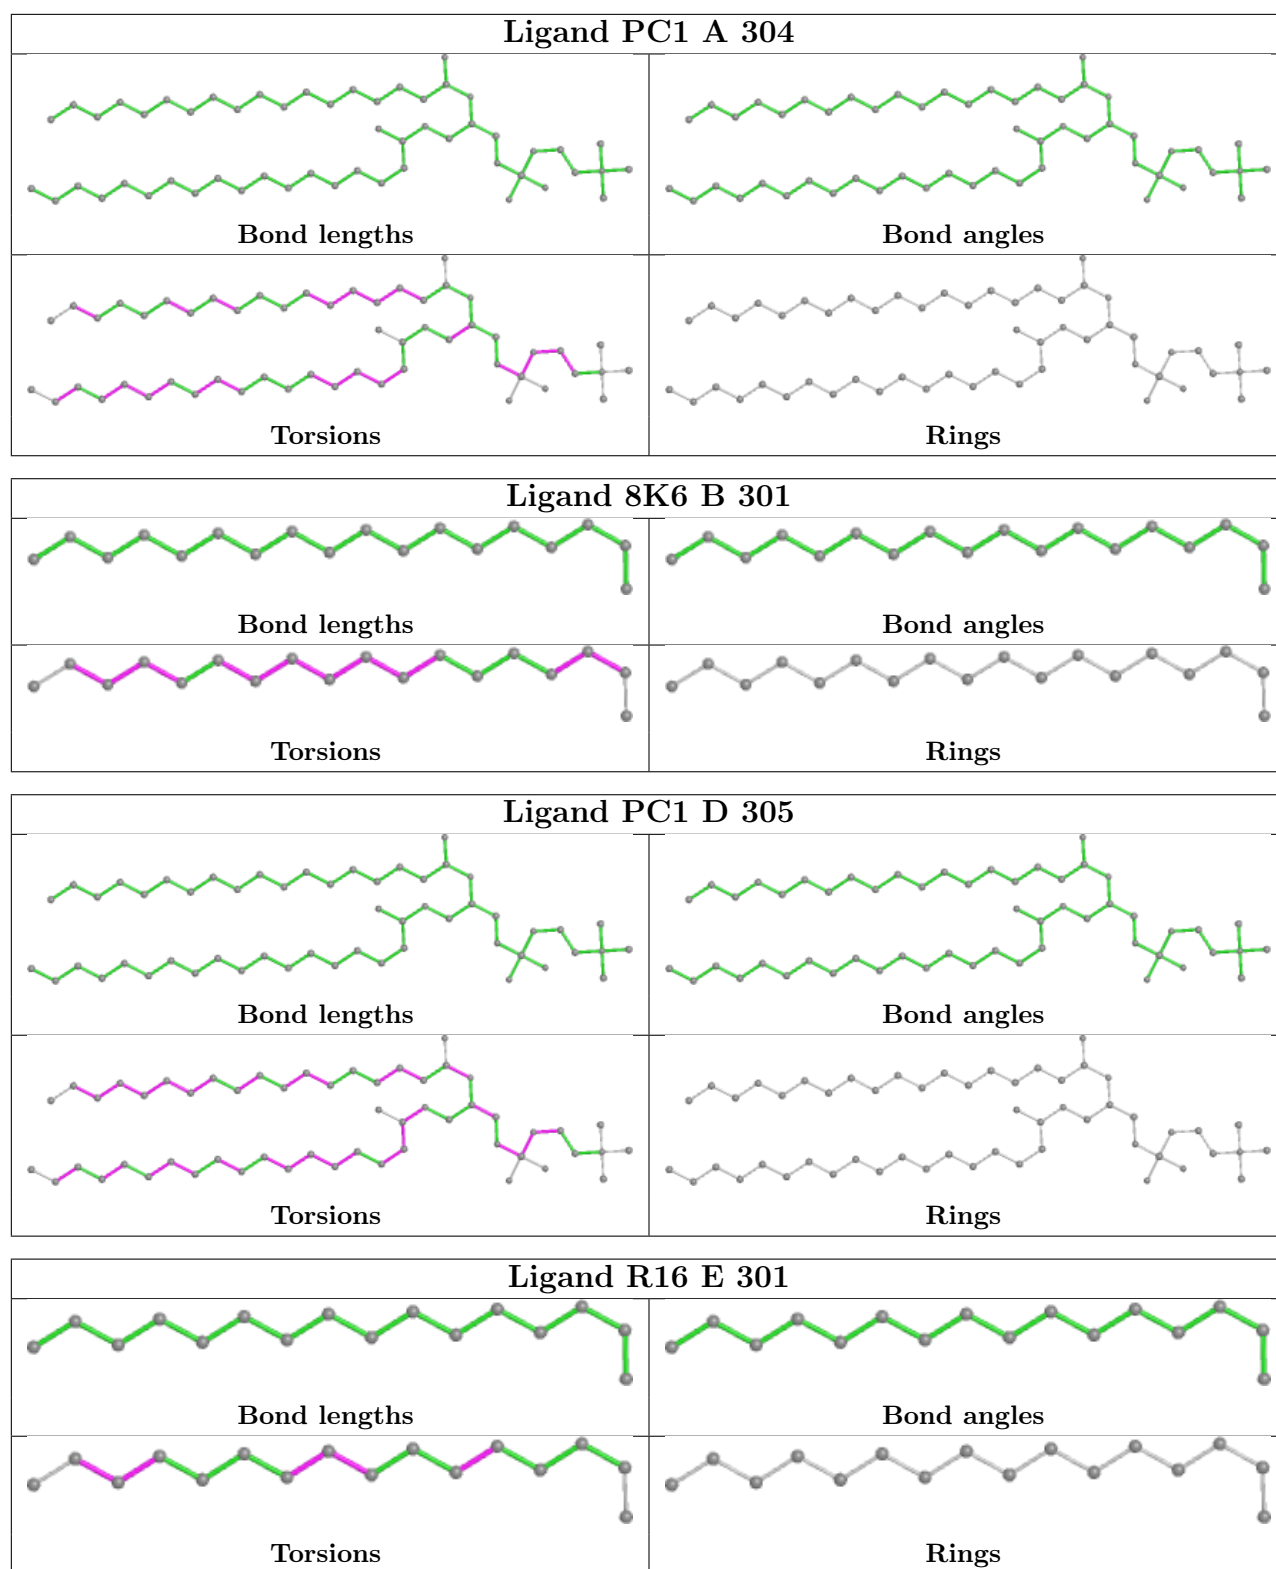 Ligand PC1 A 304
Bond lengths
Bond angles
Torsions
Rings
Ligand 8K6 B 301
Bond lengths
Bond angles
Torsions
Rings
Ligand PC1 D 305
Bond lengths
Bond angles
Torsions
Rings
Ligand R16 E 301
Bond lengths
Bond angles
Torsions
Rings